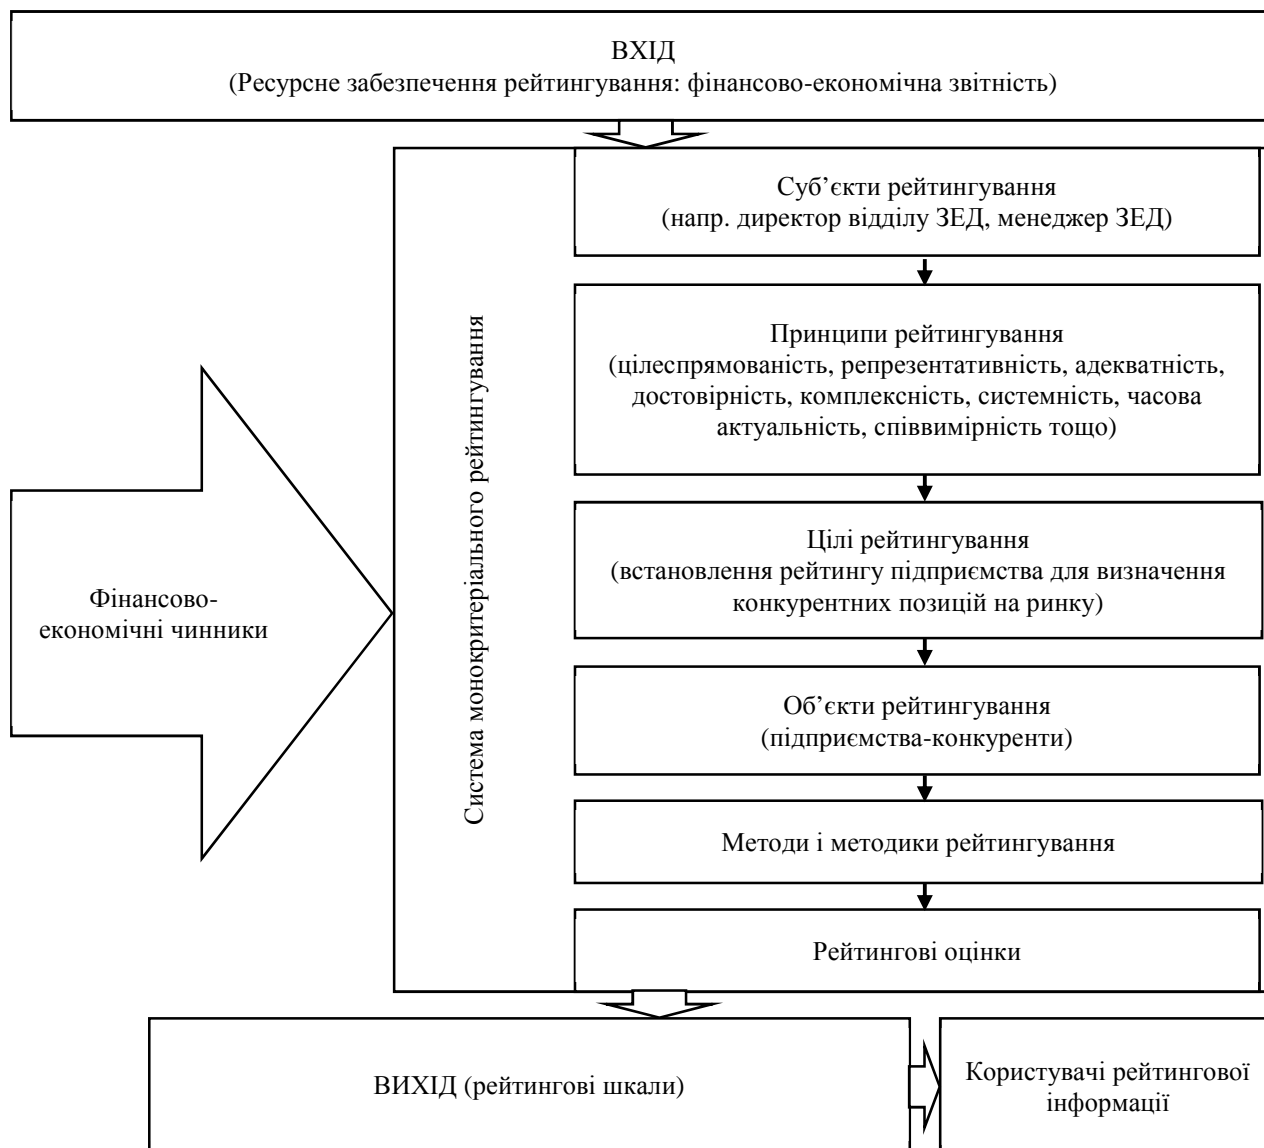 ВХІД
(Ресурсне забезпечення рейтингування: фінансово-економічна звітність)
Суб’єкти рейтингування
(напр. директор відділу ЗЕД, менеджер ЗЕД)
Принципи рейтингування
(цілеспрямованість, репрезентативність, адекватність,
достовірність, комплексність, системність, часова
актуальність, співвимірність тощо)
Система монокритеріального рейтингування
Цілі рейтингування
(встановлення рейтингу підприємства для визначення
конкурентних позицій на ринку)
Фінансово-
економічні чинники
Об’єкти рейтингування
(підприємства-конкуренти)
Методи і методики рейтингування
Рейтингові оцінки
ВИХІД (рейтингові шкали)
Користувачі рейтингової
інформації